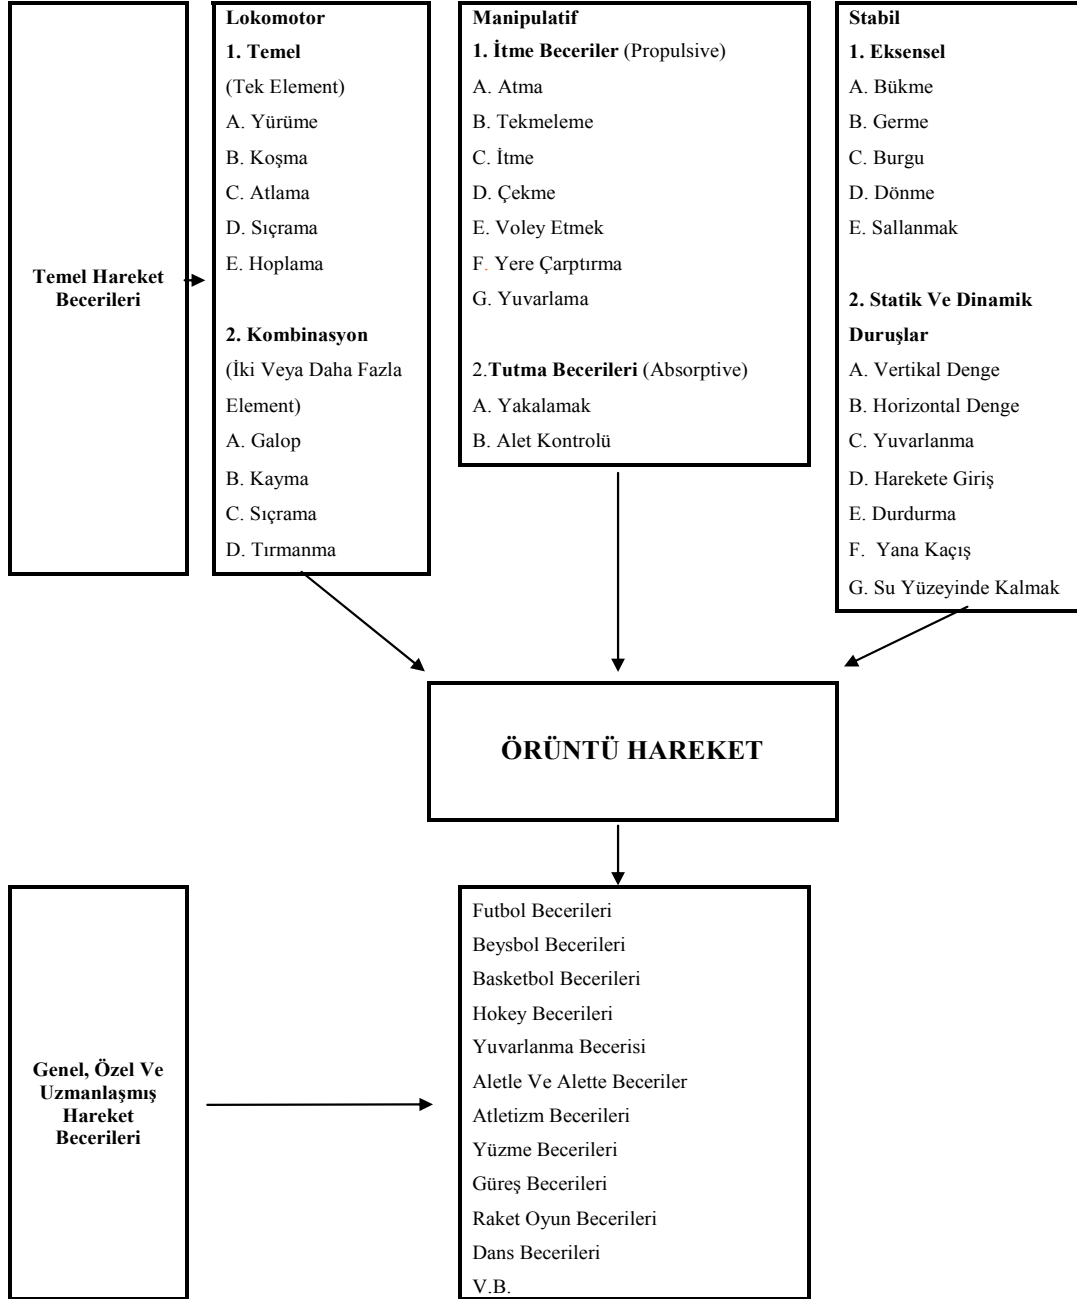 Temel Hareket
Becerileri
Lokomotor
1. Temel
(Tek Element)
A. Yürüme
B. Koşma
C. Atlama
D. Sıçrama
E. Hoplama
2. Kombinasyon
(İki Veya Daha Fazla
Element)
A. Galop
B. Kayma
C. Sıçrama
D. Tırmanma
Manipulatif
1. İtme Beceriler (Propulsive)
A. Atma
B. Tekmeleme
C. İtme
D. Çekme
E. Voley Etmek
F. Yere Çarptırma
G. Yuvarlama
2.Tutma Becerileri (Absorptive)
A. Yakalamak
B. Alet Kontrolü
Stabil
1. Eksensel
A. Bükme
B. Germe
C. Burgu
D. Dönme
E. Sallanmak
2. Statik Ve Dinamik
Duruşlar
A. Vertikal Denge
B. Horizontal Denge
C. Yuvarlanma
D. Harekete Giriş
E. Durdurma
F. Yana Kaçış
G. Su Yüzeyinde Kalmak
ÖRÜNTÜ HAREKET
Genel, Özel Ve
Uzmanlaşmış
Hareket
Becerileri
Futbol Becerileri
Beysbol Becerileri
Basketbol Becerileri
Hokey Becerileri
Yuvarlanma Becerisi
Aletle Ve Alette Beceriler
Atletizm Becerileri
Yüzme Becerileri
Güreş Becerileri
Raket Oyun Becerileri
Dans Becerileri
V.B.